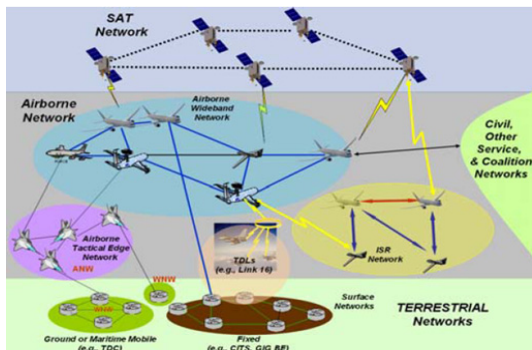 SAT
Network
Airborne
Network
Airborne
Wideband
Network
Civil,
Other
Service,
& Coalition
Networks
Airborne
Tactical Edge
Network
ANW
WNW
TDLs
(e.g., Link 16)
ISR
Network
WNW
Surface
Networks
TERRESTRIAL
Networks
Ground or Maritime Mobile
(e.g., TDC)
Fixed
(e.g., CITS, GIG BE)